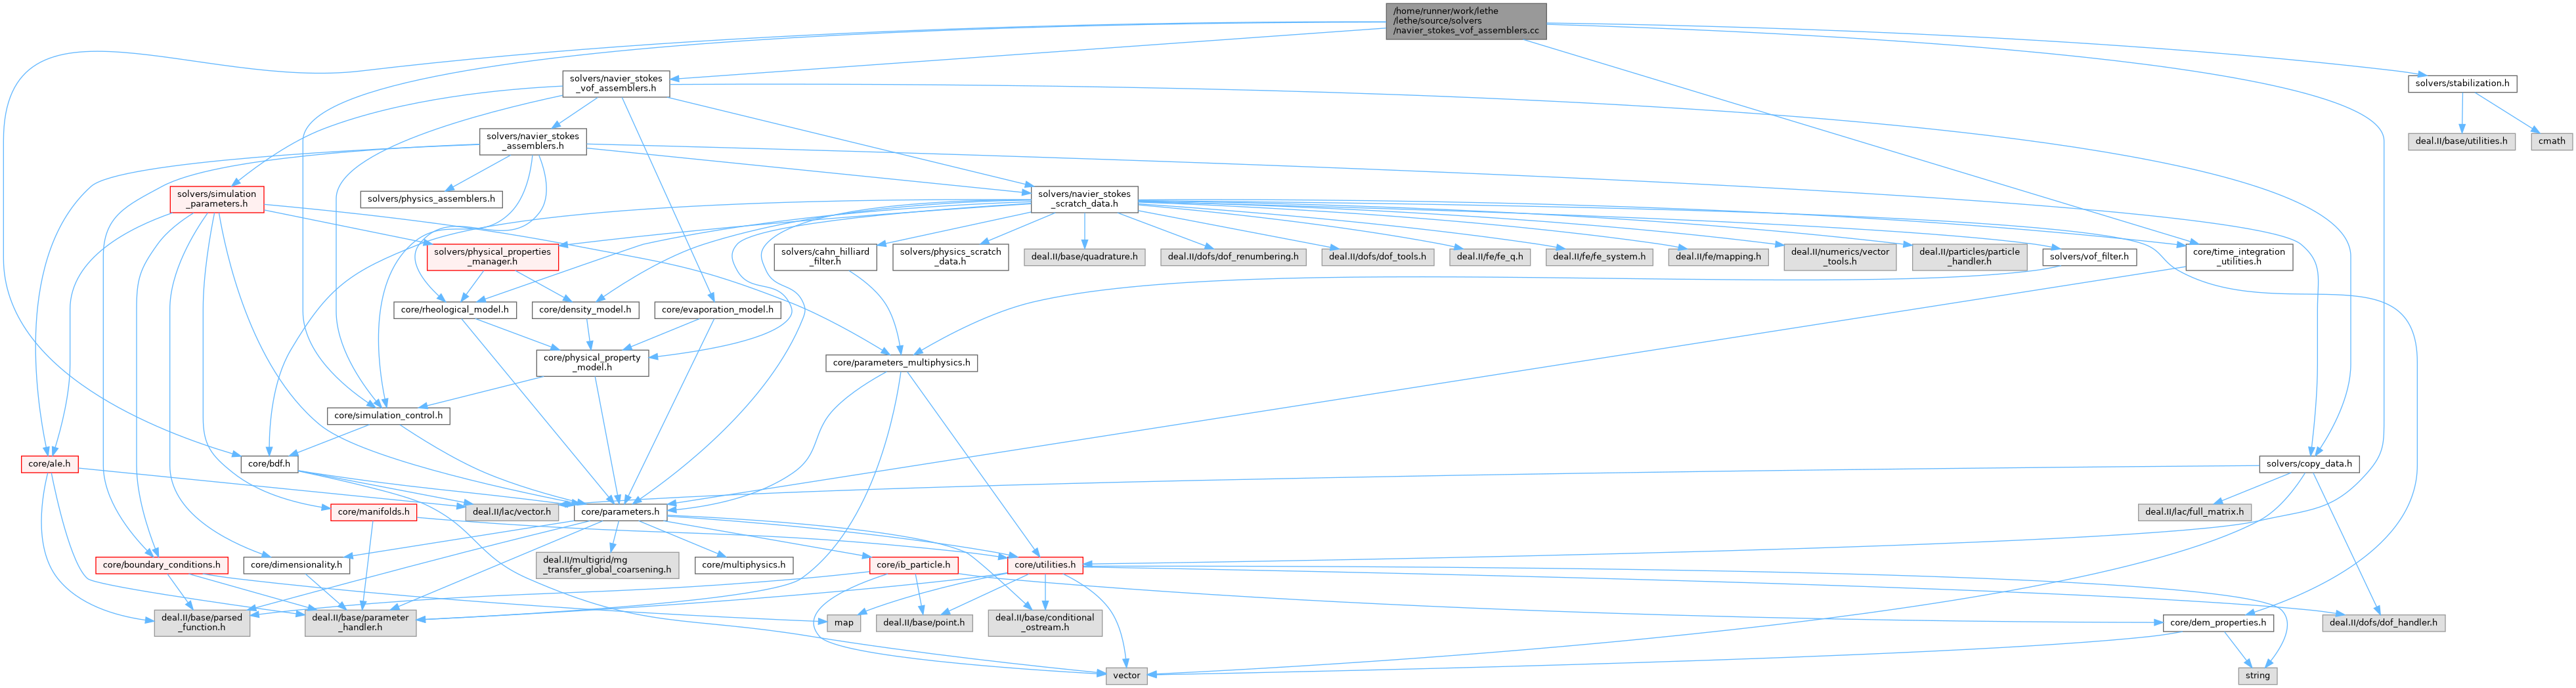 /home/runner/work/lethe
/lethe/source/solvers
/navier_stokes_vof_assemblers.cc
solvers/navier_stokes
_vof_assemblers.h
solvers/stabilization.h
solvers/navier_stokes
_assemblers.h
deal.II/base/utilities.h
cmath
solvers/simulation
_parameters.h
solvers/physics_assemblers.h
solvers/navier_stokes
_scratch_data.h
solvers/physical_properties
_manager.h
solvers/cahn_hilliard
_filter.h
solvers/physics_scratch
_data.h
deal.II/base/quadrature.h
deal.II/dofs/dof_renumbering.h
deal.II/dofs/dof_tools.h
deal.II/fe/fe_q.h
deal.II/fe/fe_system.h
deal.II/fe/mapping.h
deal.II/numerics/vector
_tools.h
deal.II/particles/particle
_handler.h
solvers/vof_filter.h
core/time_integration
_utilities.h
core/rheological_model.h
core/density_model.h
core/evaporation_model.h
core/physical_property
_model.h
core/parameters_multiphysics.h
core/simulation_control.h
core/ale.h
core/bdf.h
solvers/copy_data.h
core/manifolds.h
deal.II/lac/vector.h
core/parameters.h
deal.II/lac/full_matrix.h
core/boundary_conditions.h
core/dimensionality.h
deal.II/multigrid/mg
_transfer_global_coarsening.h
core/multiphysics.h
core/ib_particle.h
core/utilities.h
deal.II/base/parsed
_function.h
deal.II/base/parameter
_handler.h
map
deal.II/base/point.h
deal.II/base/conditional
_ostream.h
core/dem_properties.h
deal.II/dofs/dof_handler.h
vector
string